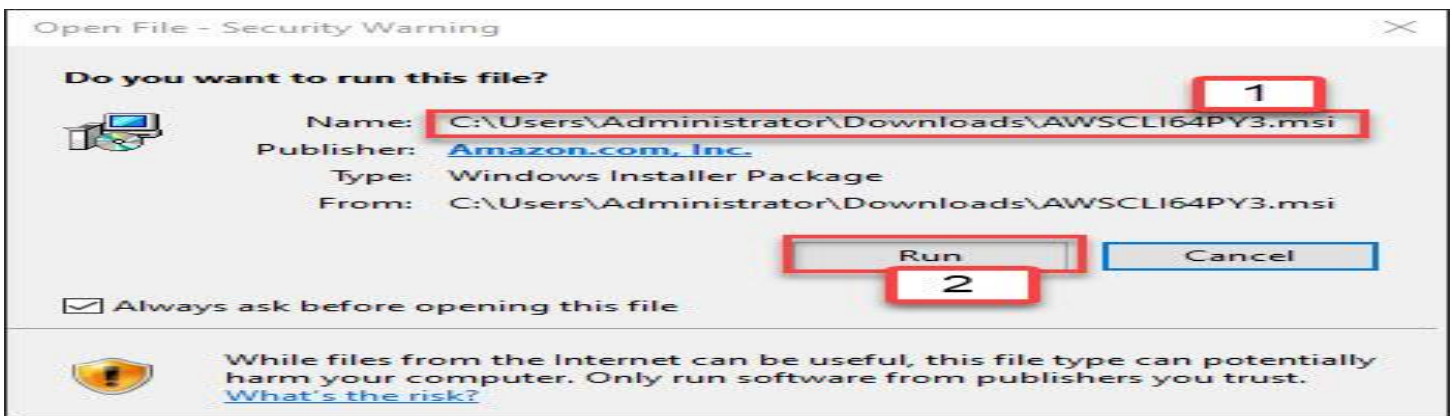 Open File - Security Warning
Do you want to run this file?
1
Name: C:\Users\Administrator\Downloads\AWSCLI64PY3.msi
Publisher: Amazon.com, Inc.
Type: Windows Installer Package
From: C:\Users\Administrator\Downloads\AWSCLI64PY3.msi
Run Cancel
2
Always ask before opening this file
While files from the Internet can be useful, this file type can potentially
harm your computer. Only run software from publishers you trust.
What's the risk?